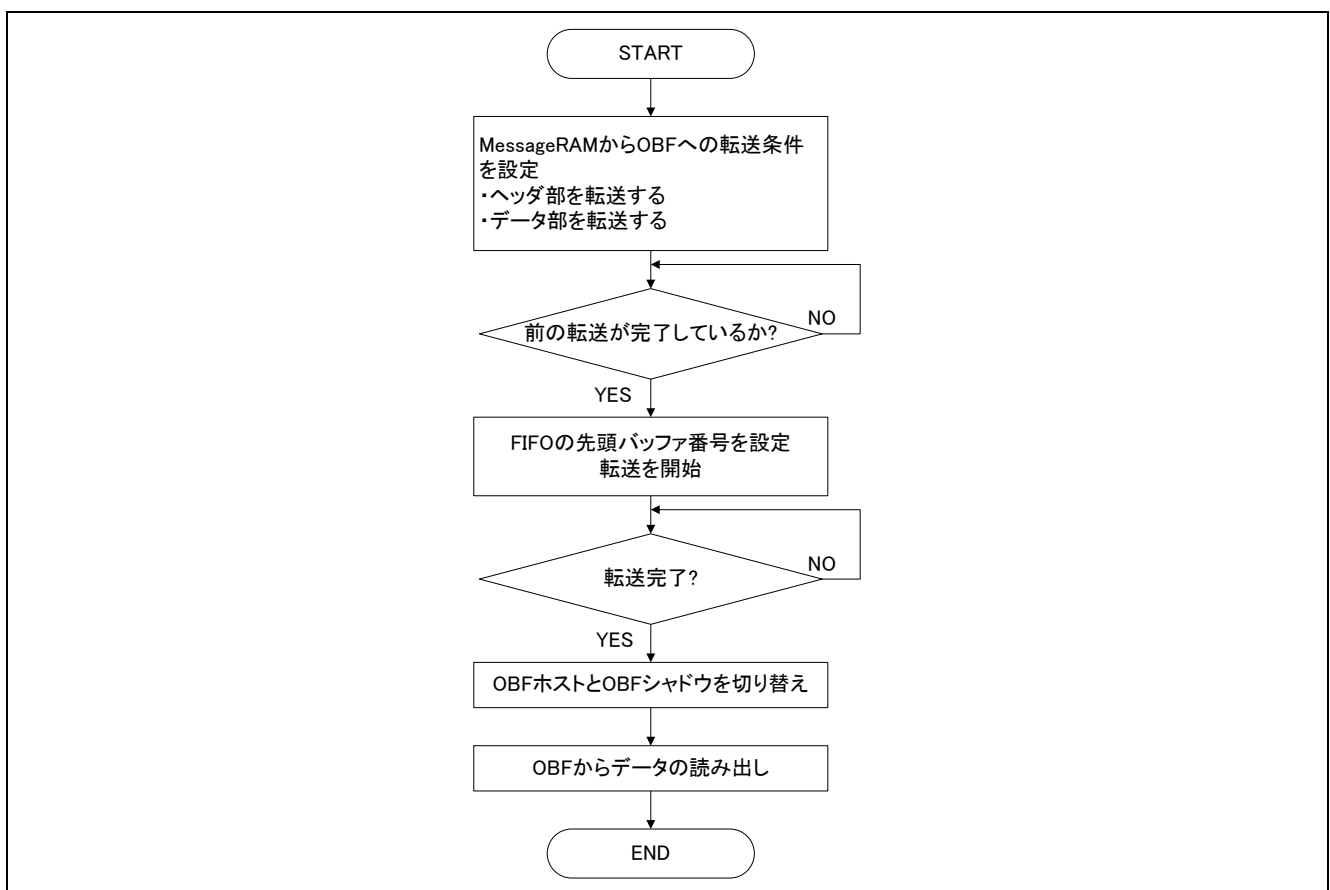 START
MessageRAMからOBFへの転送条件
を設定
・ヘッダ部を転送する
・データ部を転送する
前の転送が完了しているか?
NO
YES
FIFOの先頭バッファ番号を設定
転送を開始
転送完了?
NO
YES
OBFホストとOBFシャドウを切り替え
OBFからデータの読み出し
END